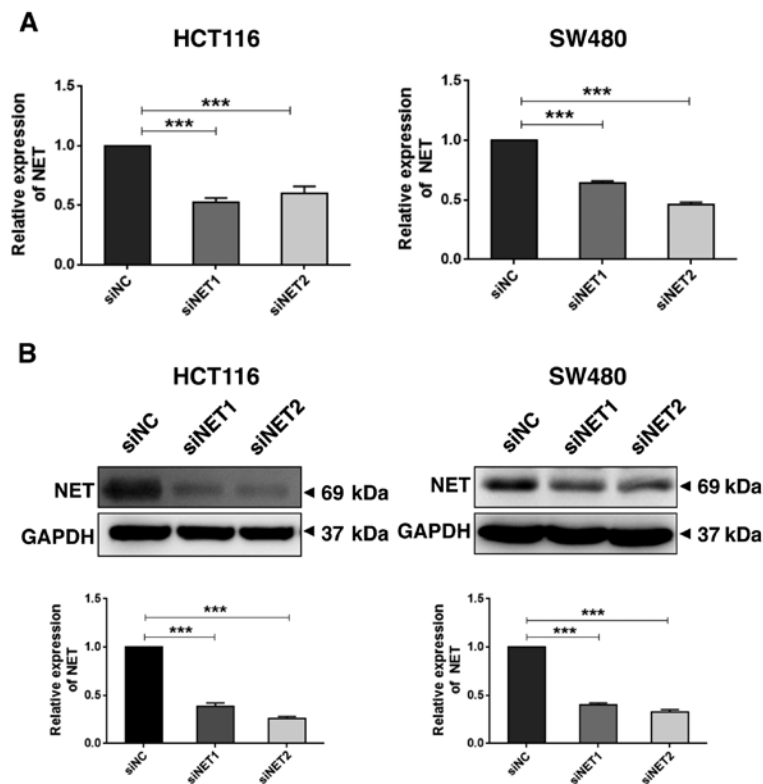 A
HCT116
SW480
Relative expression
of NET
1.5
1.0
0.5
0.0
***
***
siNC
siNET1
siNET2
Relative expression
of NET
1.5
1.0
0.5
0.0
***
***
siNC
siNET1
siNET2
B
HCT116
SW480
siNC
siNET1
siNET2
siNC
siNET1
siNET2
NET
69 kDa
GAPDH
37 kDa
NET
69 kDa
GAPDH
37 kDa
Relative expression
of NET
1.5
1.0
0.5
0.0
***
***
siNC
siNET1
siNET2
Relative expression
of NET
1.5
1.0
0.5
0.0
***
***
siNC
siNET1
siNET2